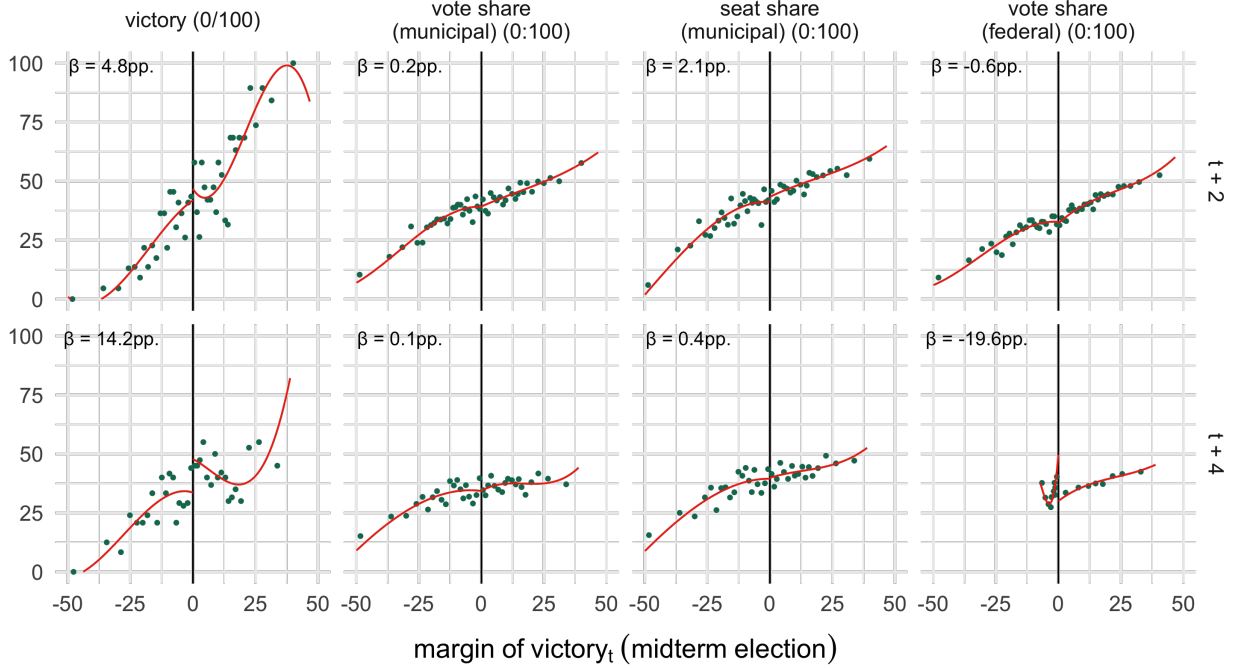 victory (0/100)
vote share
(municipal) (0:100)
seat share
(municipal) (0:100)
vote share
(federal) (0:100)
100
75
50
25
0
β = 4.8pp.
β = 0.2pp.
β = 2.1pp.
β = -0.6pp.
t + 2
100
75
50
25
0
β = 14.2pp.
β = 0.1pp.
β = 0.4pp.
β = -19.6pp.
t + 4
-50 -25 0 25 50 -50 -25 0 25 50 -50 -25 0 25 50 -50 -25 0 25 50
margin of victoryₜ (midterm election)